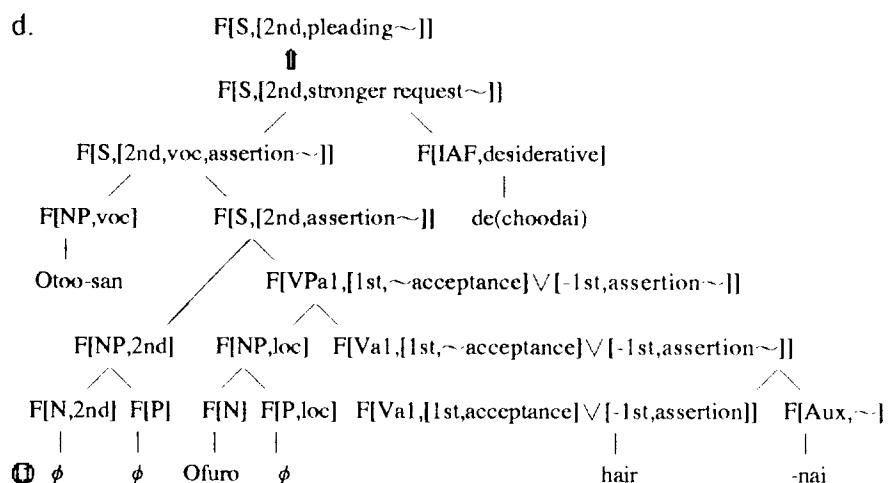 d. F[S,[2nd,pleading~]]
⇧
F[S,[2nd,stronger request~]]
F[S,[2nd,voc,assertion~]] F[IAF,desiderative]
F[NP,voc] F[S,[2nd,assertion~]] de(choodai)
Otoo-san F[VPa1,[1st,~acceptance]∨[-1st,assertion~]]
F[NP,2nd] F[NP,loc] F[Va1,[1st,~acceptance]∨[-1st,assertion~]]
F[N,2nd] F[P] F[N] F[P,loc] F[Va1,[1st,acceptance]∨[-1st,assertion]] F[Aux,~]
ϕ ϕ Ofuro ϕ hair -nai